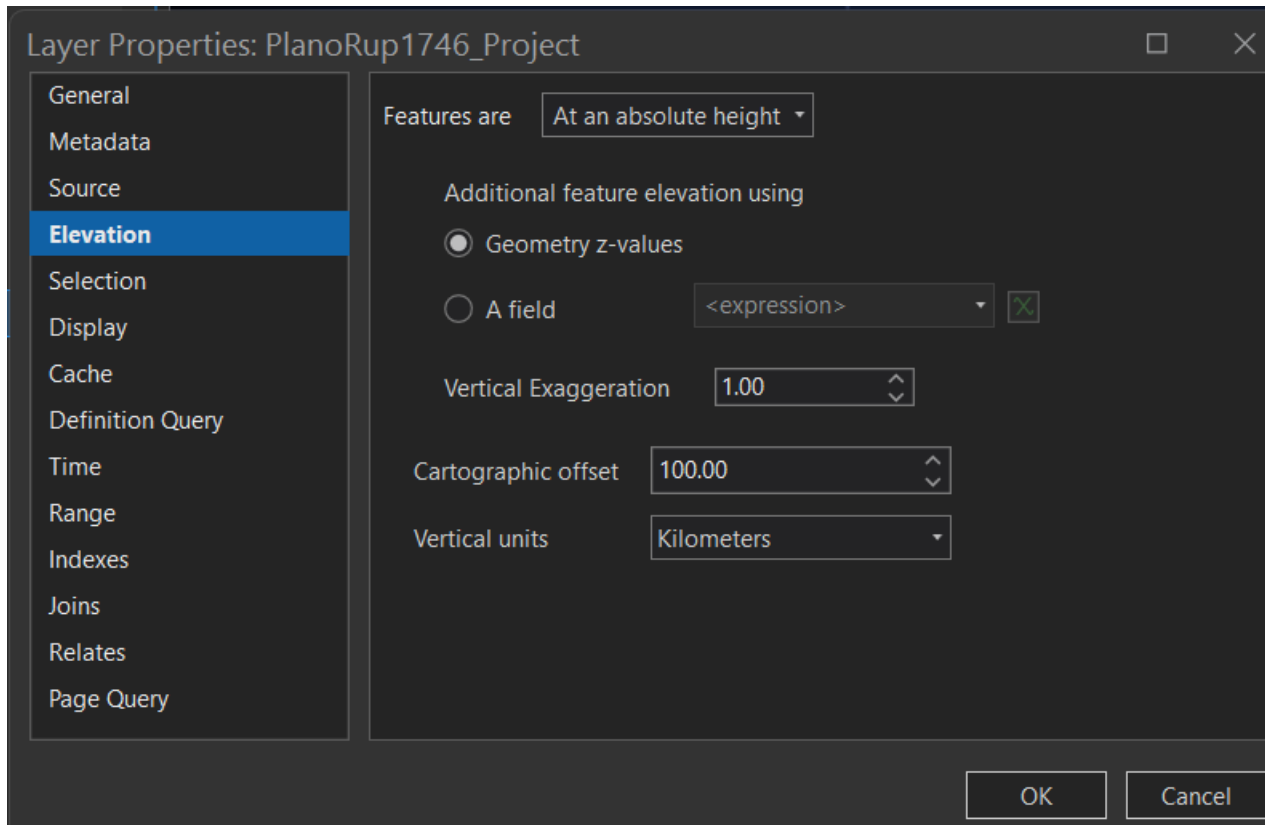 Layer Properties: PlanoRup1746_Project
General
Metadata
Source
Elevation
Selection
Display
Cache
Definition Query
Time
Range
Indexes
Joins
Relates
Page Query
Features are At an absolute height
Additional feature elevation using
Geometry z-values
A field <expression>
Vertical Exaggeration 1.00
Cartographic offset 100.00
Vertical units Kilometers
OK Cancel